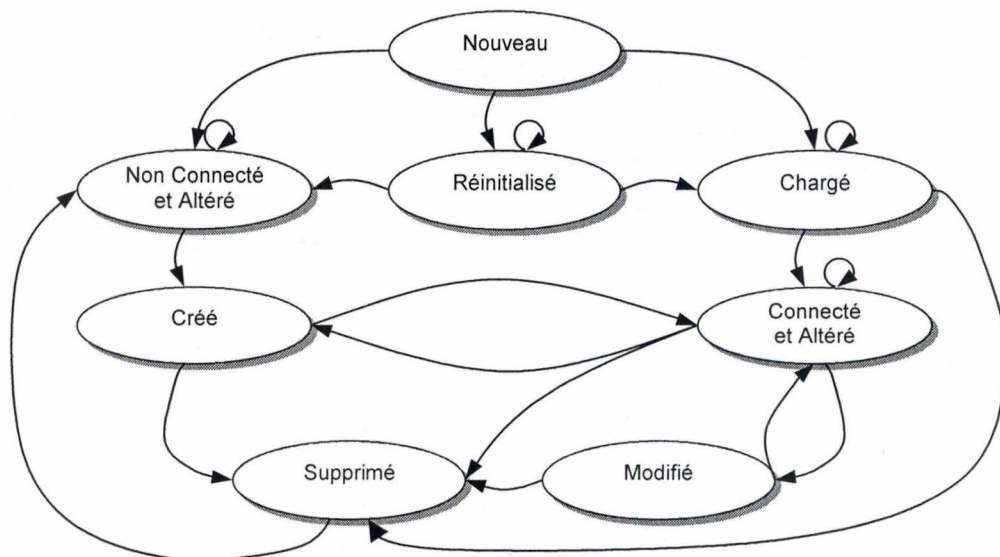 Nouveau
Non Connecté
et Altéré
Réinitialisé
Chargé
Créé
Connecté
et Altéré
Supprimé
Modifié